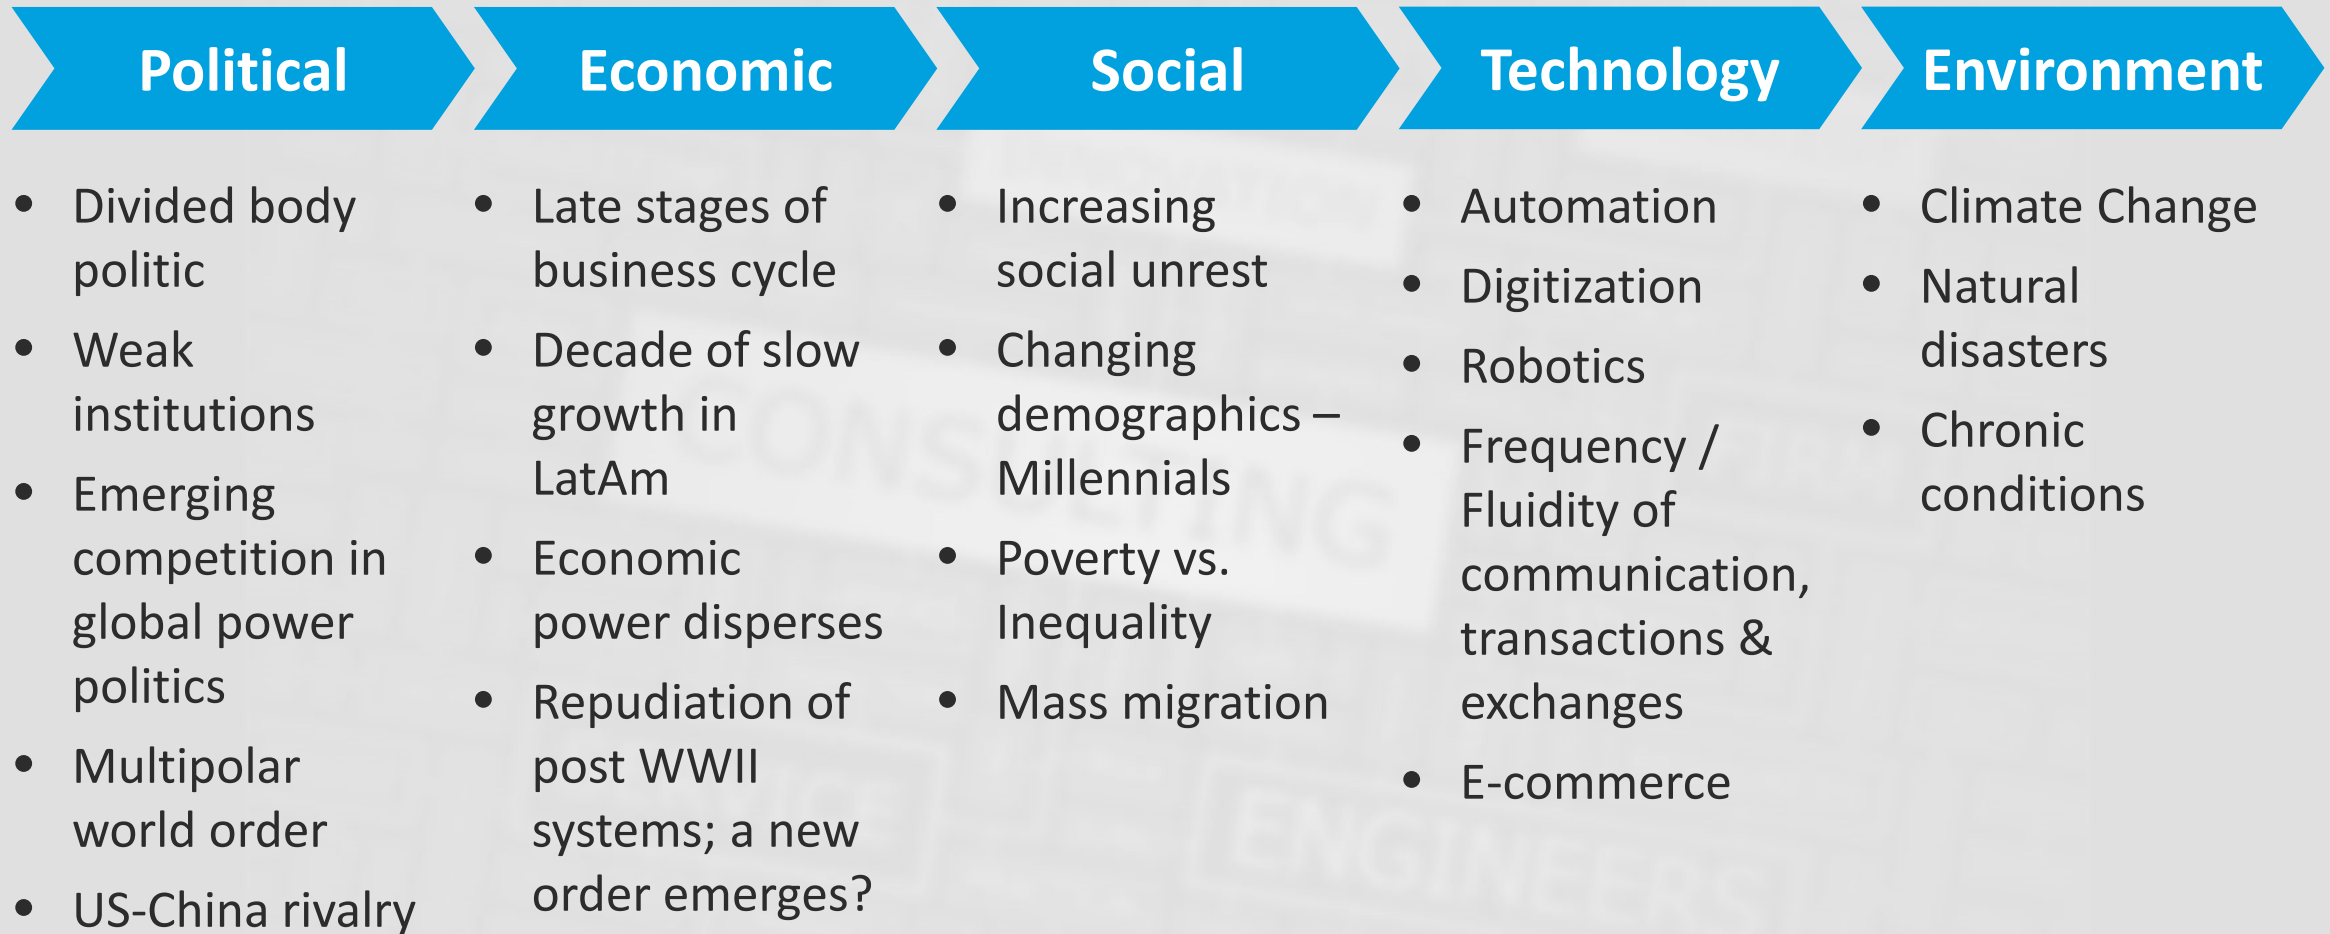 Political
Economic
Social
Technology
Environment
• Divided body
politic
• Weak
institutions
• Emerging
competition in
global power
politics
• Multipolar
world order
• US-China rivalry
• Late stages of
business cycle
• Decade of slow
growth in
LatAm
• Economic
power disperses
• Repudiation of
post WWII
systems; a new
order emerges?
• Increasing
social unrest
• Changing
demographics –
Millennials
• Poverty vs.
Inequality
• Mass migration
• Automation
• Digitization
• Robotics
• Frequency /
Fluidity of
communication,
transactions &
exchanges
• E-commerce
• Climate Change
• Natural
disasters
• Chronic
conditions
CONSULTING
SERVICE
ENGINEERS